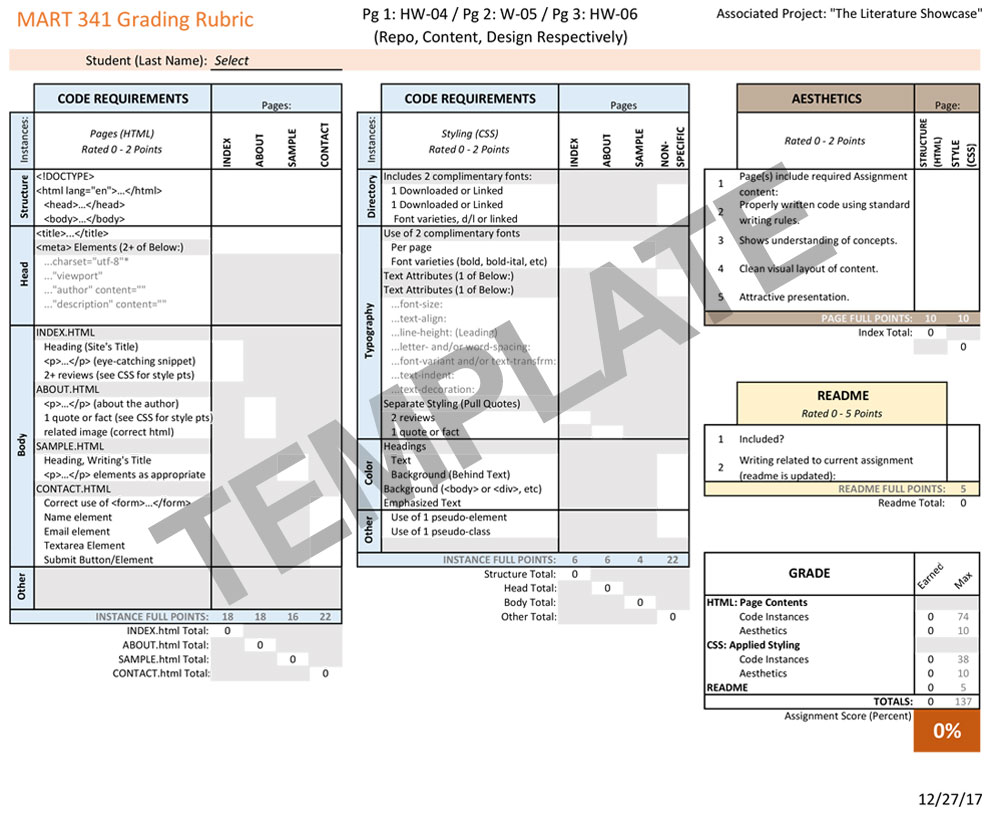 MART 341 Grading Rubric
Pg 1: HW-04 / Pg 2: W-05 / Pg 3: HW-06
(Repo, Content, Design Respectively)
Associated Project: "The Literature Showcase"
Student (Last Name): Select
CODE REQUIREMENTS
Pages:
Instances:
Pages (HTML)
Rated 0 - 2 Points
INDEX
ABOUT
SAMPLE
CONTACT
Structure
<!DOCTYPE>
<html lang="en">...</html>
<head>...</head>
<body>...</body>
Head
<title>...</title>
<meta> Elements (2+ of Below:)
...charset="utf-8"*
..."viewport"
..."author" content=""
..."description" content=""
Body
INDEX.HTML
Heading (Site's Title)
<p>...</p> (eye-catching snippet)
2+ reviews (see CSS for style pts)
ABOUT.HTML
<p>...</p> (about the author)
1 quote or fact (see CSS for style pts)
related image (correct html)
SAMPLE.HTML
Heading, Writing's Title
<p>...</p> elements as appropriate
CONTACT.HTML
Correct use of <form>...</form>
Name element
Email element
Textarea Element
Submit Button/Element
Other
INSTANCE FULL POINTS: 18 18 16 22
INDEX.html Total: 0
ABOUT.html Total: 0
SAMPLE.html Total: 0
CONTACT.html Total: 0
CODE REQUIREMENTS
Pages
Instances:
Styling (CSS)
Rated 0 - 2 Points
INDEX
ABOUT
SAMPLE
NON-
SPECIFIC
Directory
Includes 2 complimentary fonts:
1 Downloaded or Linked
1 Downloaded or Linked
Font varieties, d/l or linked
Typography
Use of 2 complimentary fonts
Per page
Font varieties (bold, bold-ital, etc)
Text Attributes (1 of Below:)
Text Attributes (1 of Below:)
...font-size:
...text-align:
...line-height: (Leading)
...letter- and/or word-spacing:
...font-variant and/or text-transfrm:
...text-indent:
...text-decoration:
Separate Styling (Pull Quotes)
2 reviews
1 quote or fact
Color
Headings
Text
Background (Behind Text)
Background (<body> or <div>, etc)
Emphasized Text
Other
Use of 1 pseudo-element
Use of 1 pseudo-class
INSTANCE FULL POINTS: 6 6 4 22
Structure Total: 0
Head Total: 0
Body Total: 0
Other Total: 0
AESTHETICS
Page:
Rated 0 - 2 Points
STRUCTURE
(HTML)
STYLE
(CSS)
1 Page(s) include required Assignment
content:
2 Properly written code using standard
writing rules.
3 Shows understanding of concepts.
4 Clean visual layout of content.
5 Attractive presentation.
PAGE FULL POINTS: 10 10
Index Total: 0
0
README
Rated 0 - 5 Points
1 Included?
2 Writing related to current assignment
(readme is updated):
README FULL POINTS: 5
Readme Total: 0
GRADE
Earned
Max
HTML: Page Contents
Code Instances 0 74
Aesthetics 0 10
CSS: Applied Styling
Code Instances 0 38
Aesthetics 0 10
README 0 5
TOTALS: 0 137
Assignment Score (Percent)
0%
TEMPLATE
12/27/17